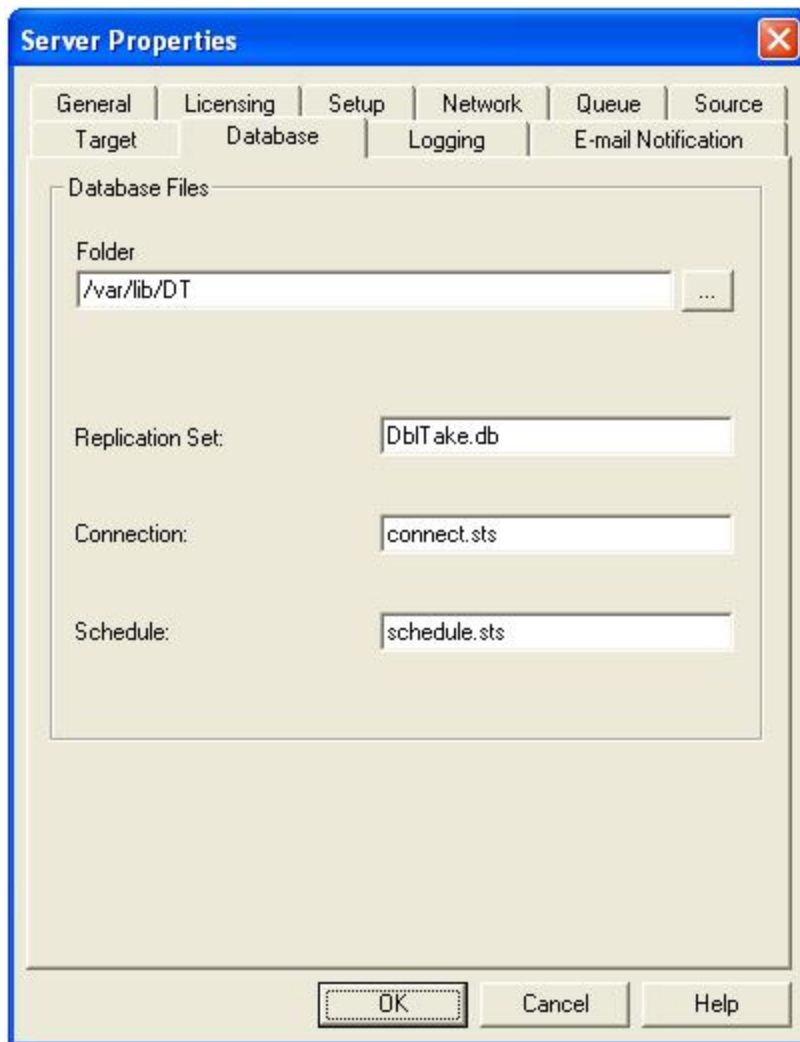 Server Properties
General Licensing Setup Network Queue Source
Target Database Logging E-mail Notification
Database Files
Folder
/var/lib/DT ...
Replication Set: DblTake.db
Connection: connect.sts
Schedule: schedule.sts
OK Cancel Help